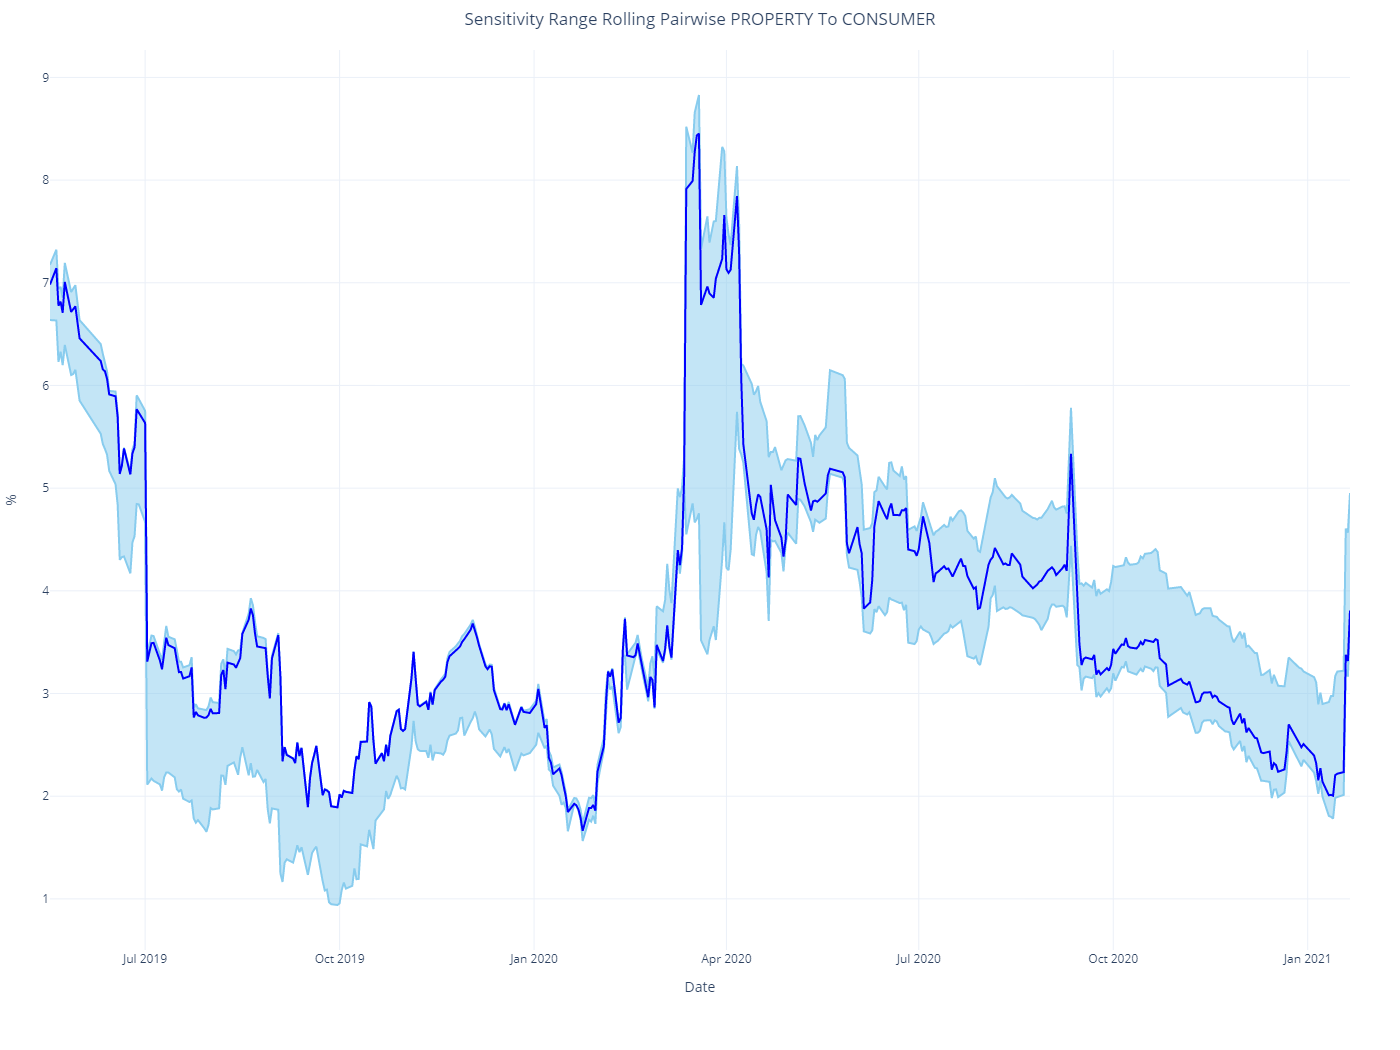 Sensitivity Range Rolling Pairwise PROPERTY To CONSUMER
9
8
7
6
5
4
3
2
1
%
Jul 2019
Oct 2019
Jan 2020
Apr 2020
Jul 2020
Oct 2020
Jan 2021
Date